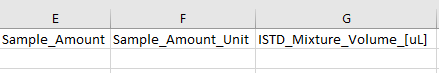 E F G
Sample_Amount Sample_Amount_Unit ISTD_Mixture_Volume_[uL]